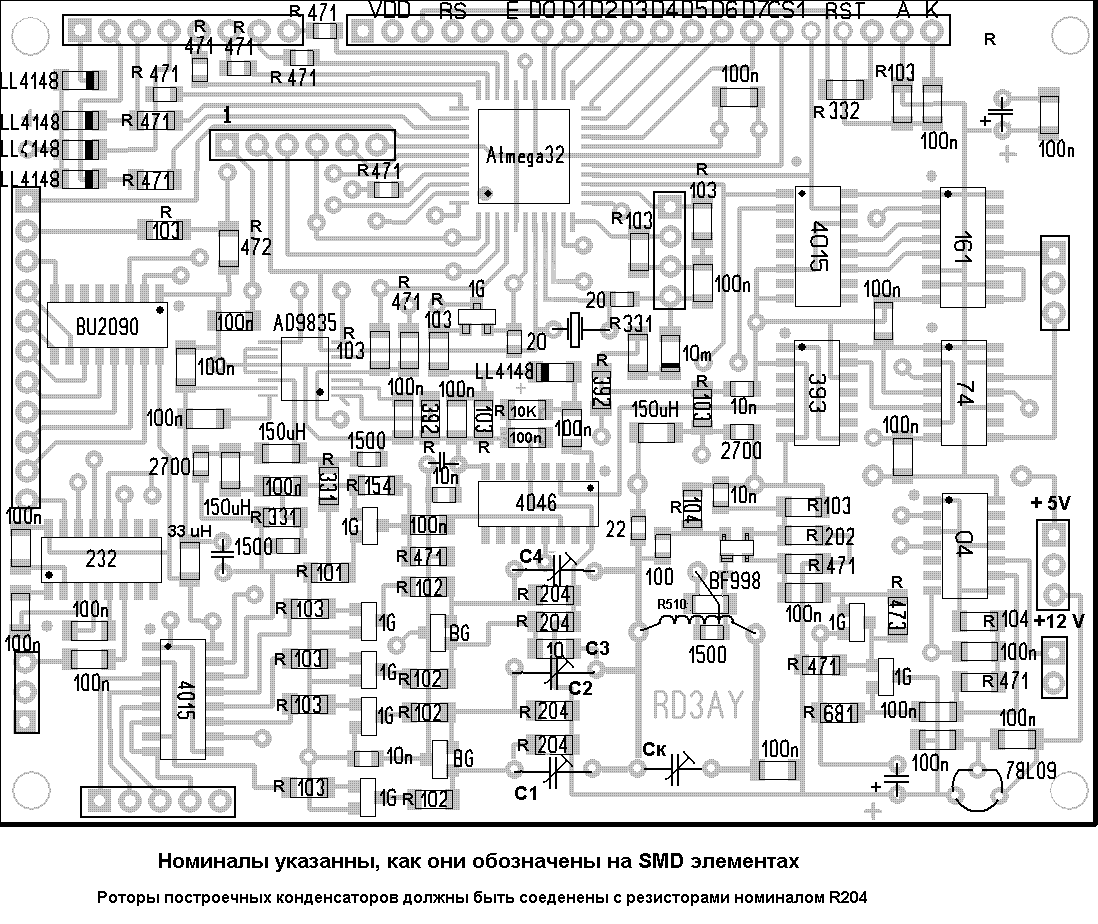 R 471 VDD RS E D0 D1 D2 D3 D4 D5 D6 D7 CS1 RST A K
R 471 R 471 R
LL4148 R 471 R 471 100n R 103
R 332
LL4148 R 471 1 + 100n 100n
LL4148 Atmega32
LL4148 R 471 R 471 R 103
R 103 R 472 R 103 4015 161
100n
BU2090 100n AD9835 R 471 1G 20 100n
R 103 R 103 20 R 331 10m
100n LL4148 R 392 393 74
100n 100n 100n R 10K R 103 10n
150uH 392 R 103 R 100n 100n 150uH 2700 100n
2700 1500 R 10n
100n R 331 R 154 4046 R 104 10n
100n 150uH R 331 1G 100n 22 R 103 Q4 + 5V
33 uH 1500 R 202
232 R 471 C4 100 BF998 R 471
R 101 R 102 R 204 R510 100n R 473 +12 V
100n 100n R 103 R 204 1G R 104
1G BG 10 C3 1500 100n
100n R 103 1G R 102 C2 R 471 1G R 471
4015 R 103 1G R 102 R 204 RD3AY R 681 100n 100n
10n BG R 204 Cк 100n 100n
R 103 1G R 102 C1 + 78L09
Номиналы указанны, как они обозначены на SMD элементах
Роторы построечных конденсаторов должны быть соеденены с резисторами номиналом R204